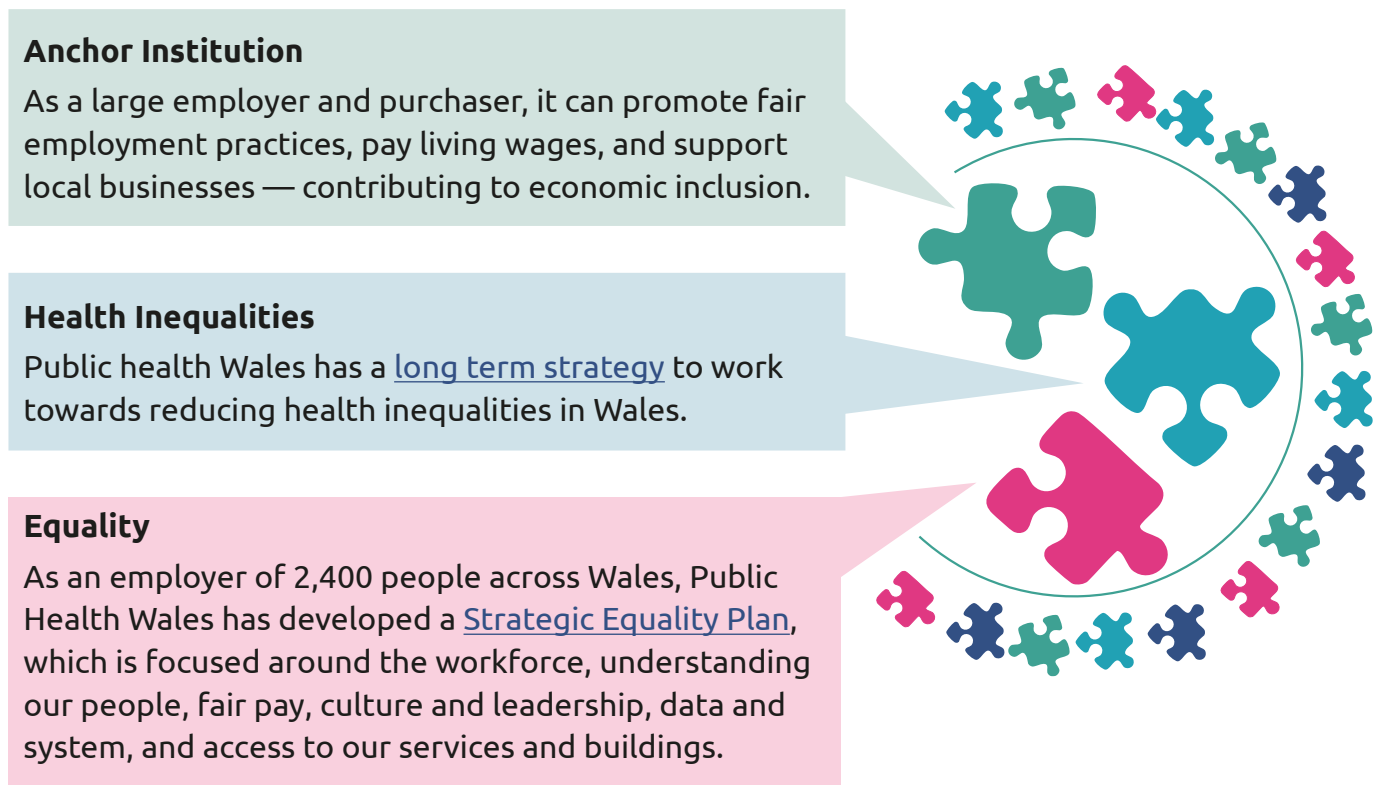 Anchor Institution
As a large employer and purchaser, it can promote fair
employment practices, pay living wages, and support
local businesses — contributing to economic inclusion.
Health Inequalities
Public health Wales has a long term strategy to work
towards reducing health inequalities in Wales.
Equality
As an employer of 2,400 people across Wales, Public
Health Wales has developed a Strategic Equality Plan,
which is focused around the workforce, understanding
our people, fair pay, culture and leadership, data and
system, and access to our services and buildings.